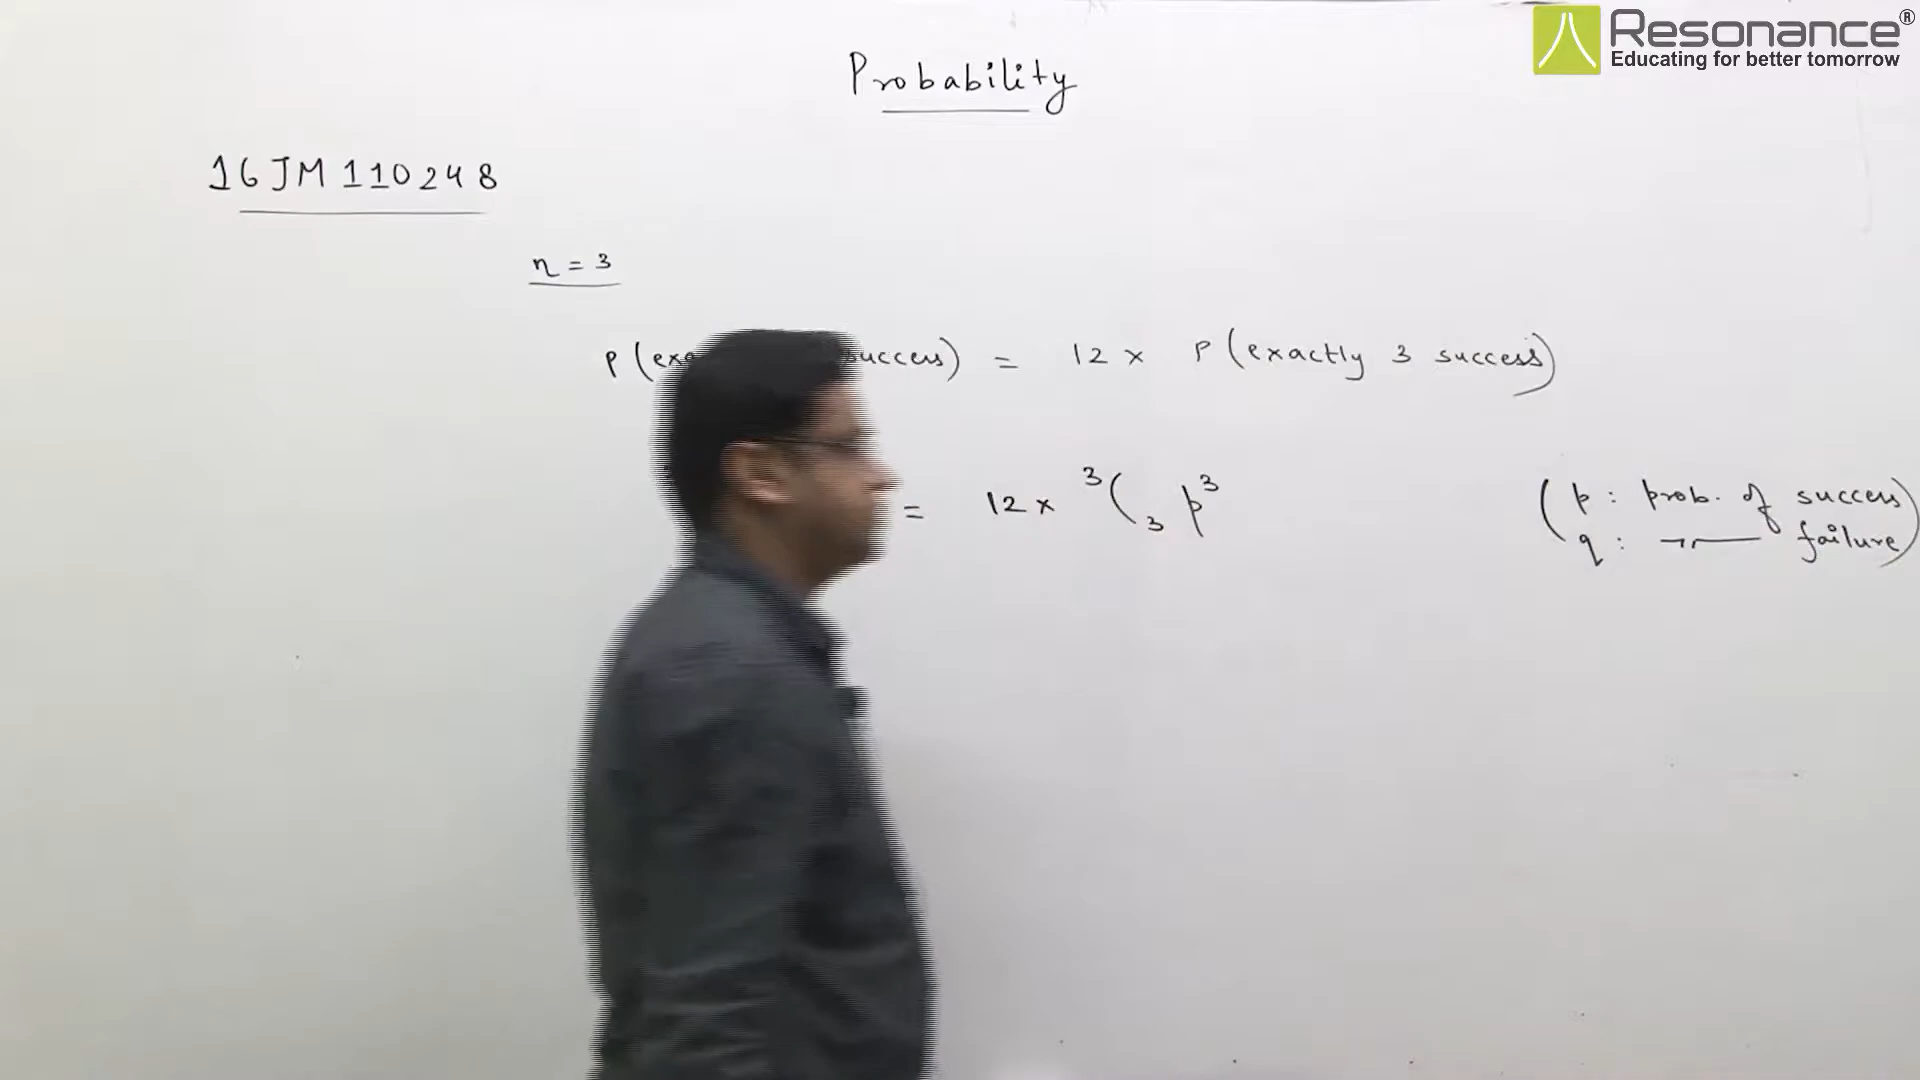 Resonance®
Educating for better tomorrow
Probability
16JM110248
n = 3
P (exa success) = 12 x P (exactly 3 success)
= 12 x ³C₃ p³
(p : prob. of success
q : —〃— failure)